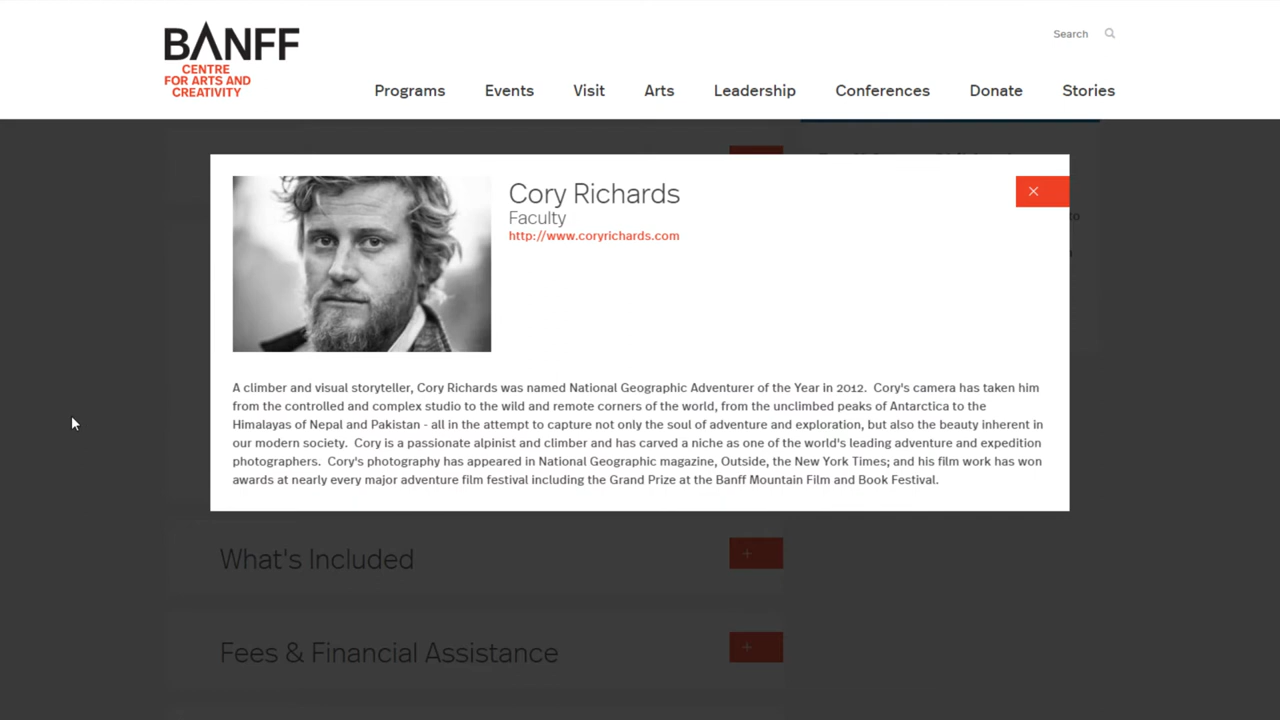 BANFF
CENTRE
FOR ARTS AND
CREATIVITY
Search
Programs Events Visit Arts Leadership Conferences Donate Stories
Cory Richards
Faculty
http://www.coryrichards.com
to
A climber and visual storyteller, Cory Richards was named National Geographic Adventurer of the Year in 2012. Cory's camera has taken him
from the controlled and complex studio to the wild and remote corners of the world, from the unclimbed peaks of Antarctica to the
Himalayas of Nepal and Pakistan - all in the attempt to capture not only the soul of adventure and exploration, but also the beauty inherent in
our modern society. Cory is a passionate alpinist and climber and has carved a niche as one of the world's leading adventure and expedition
photographers. Cory's photography has appeared in National Geographic magazine, Outside, the New York Times; and his film work has won
awards at nearly every major adventure film festival including the Grand Prize at the Banff Mountain Film and Book Festival.
What's Included
Fees & Financial Assistance